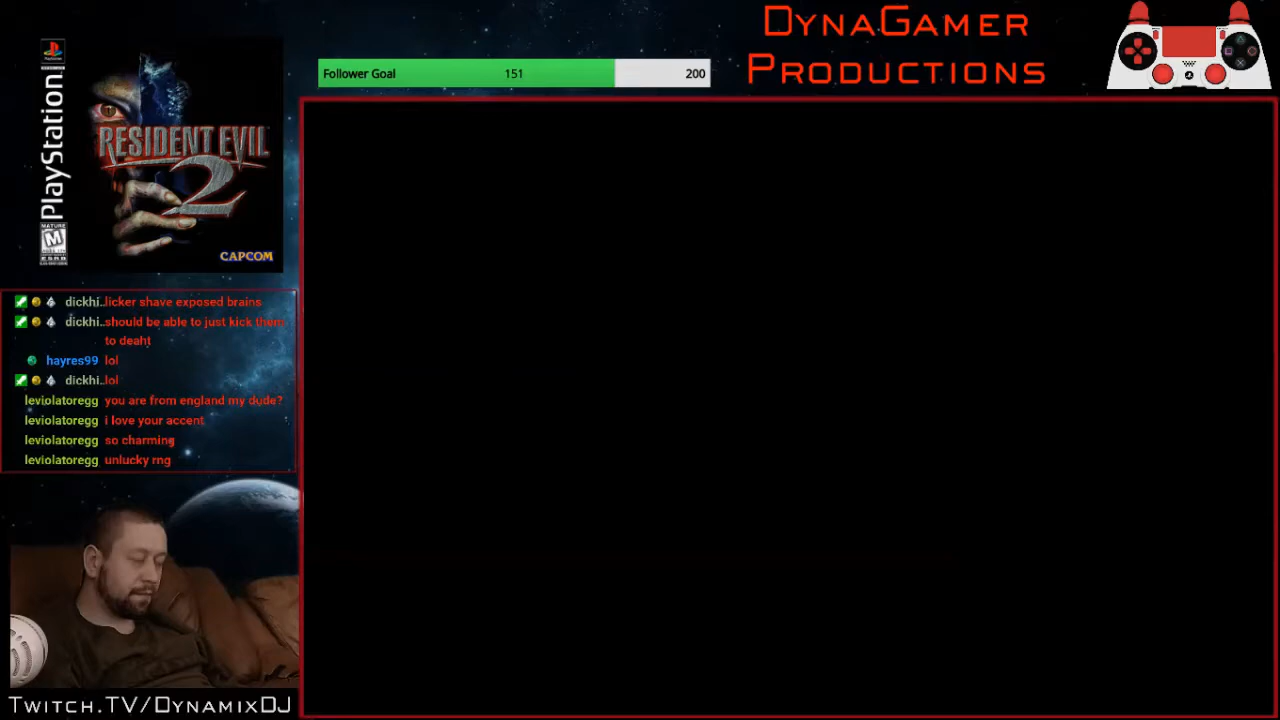 DynaGamer
Productions
Follower Goal 151 200
PlayStation
RESIDENT EVIL
2
MATURE
M
ESRB
CAPCOM
dickhi..licker shave exposed brains
dickhi..should be able to just kick them
to deaht
hayres99 lol
dickhi..lol
leviolatoregg you are from england my dude?
leviolatoregg i love your accent
leviolatoregg so charming
leviolatoregg unlucky rng
Twitch.TV/DynamixDJ